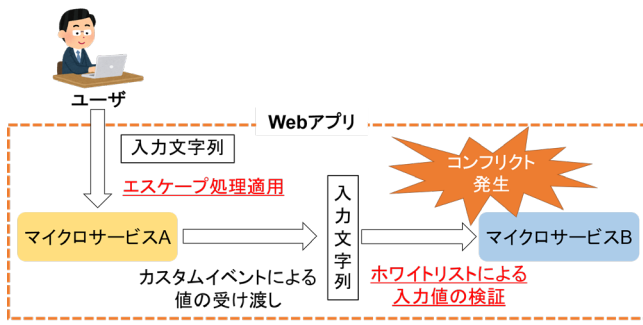 ユーザ
Webアプリ
入力文字列
エスケープ処理適用
コンフリクト
発生
マイクロサービスA
入力文字列
マイクロサービスB
カスタムイベントによる
値の受け渡し
ホワイトリストによる
入力値の検証